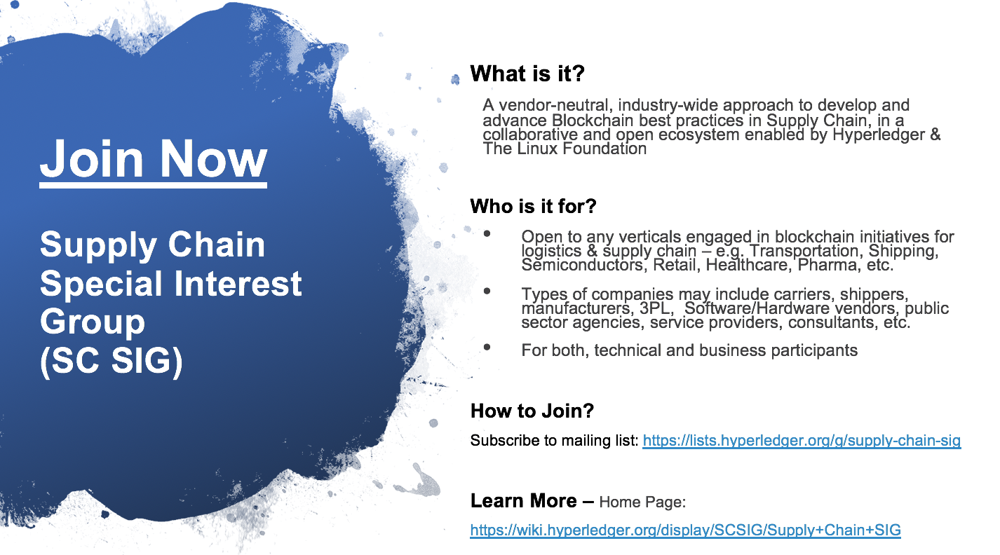 Join Now
Supply Chain
Special Interest
Group
(SC SIG)
What is it?
A vendor-neutral, industry-wide approach to develop and
advance Blockchain best practices in Supply Chain, in a
collaborative and open ecosystem enabled by Hyperledger &
The Linux Foundation
Who is it for?
• Open to any verticals engaged in blockchain initiatives for
logistics & supply chain – e.g. Transportation, Shipping,
Semiconductors, Retail, Healthcare, Pharma, etc.
• Types of companies may include carriers, shippers,
manufacturers, 3PL,  Software/Hardware vendors, public
sector agencies, service providers, consultants, etc.
• For both, technical and business participants
How to Join?
Subscribe to mailing list: https://lists.hyperledger.org/g/supply-chain-sig
Learn More – Home Page:
https://wiki.hyperledger.org/display/SCSIG/Supply+Chain+SIG